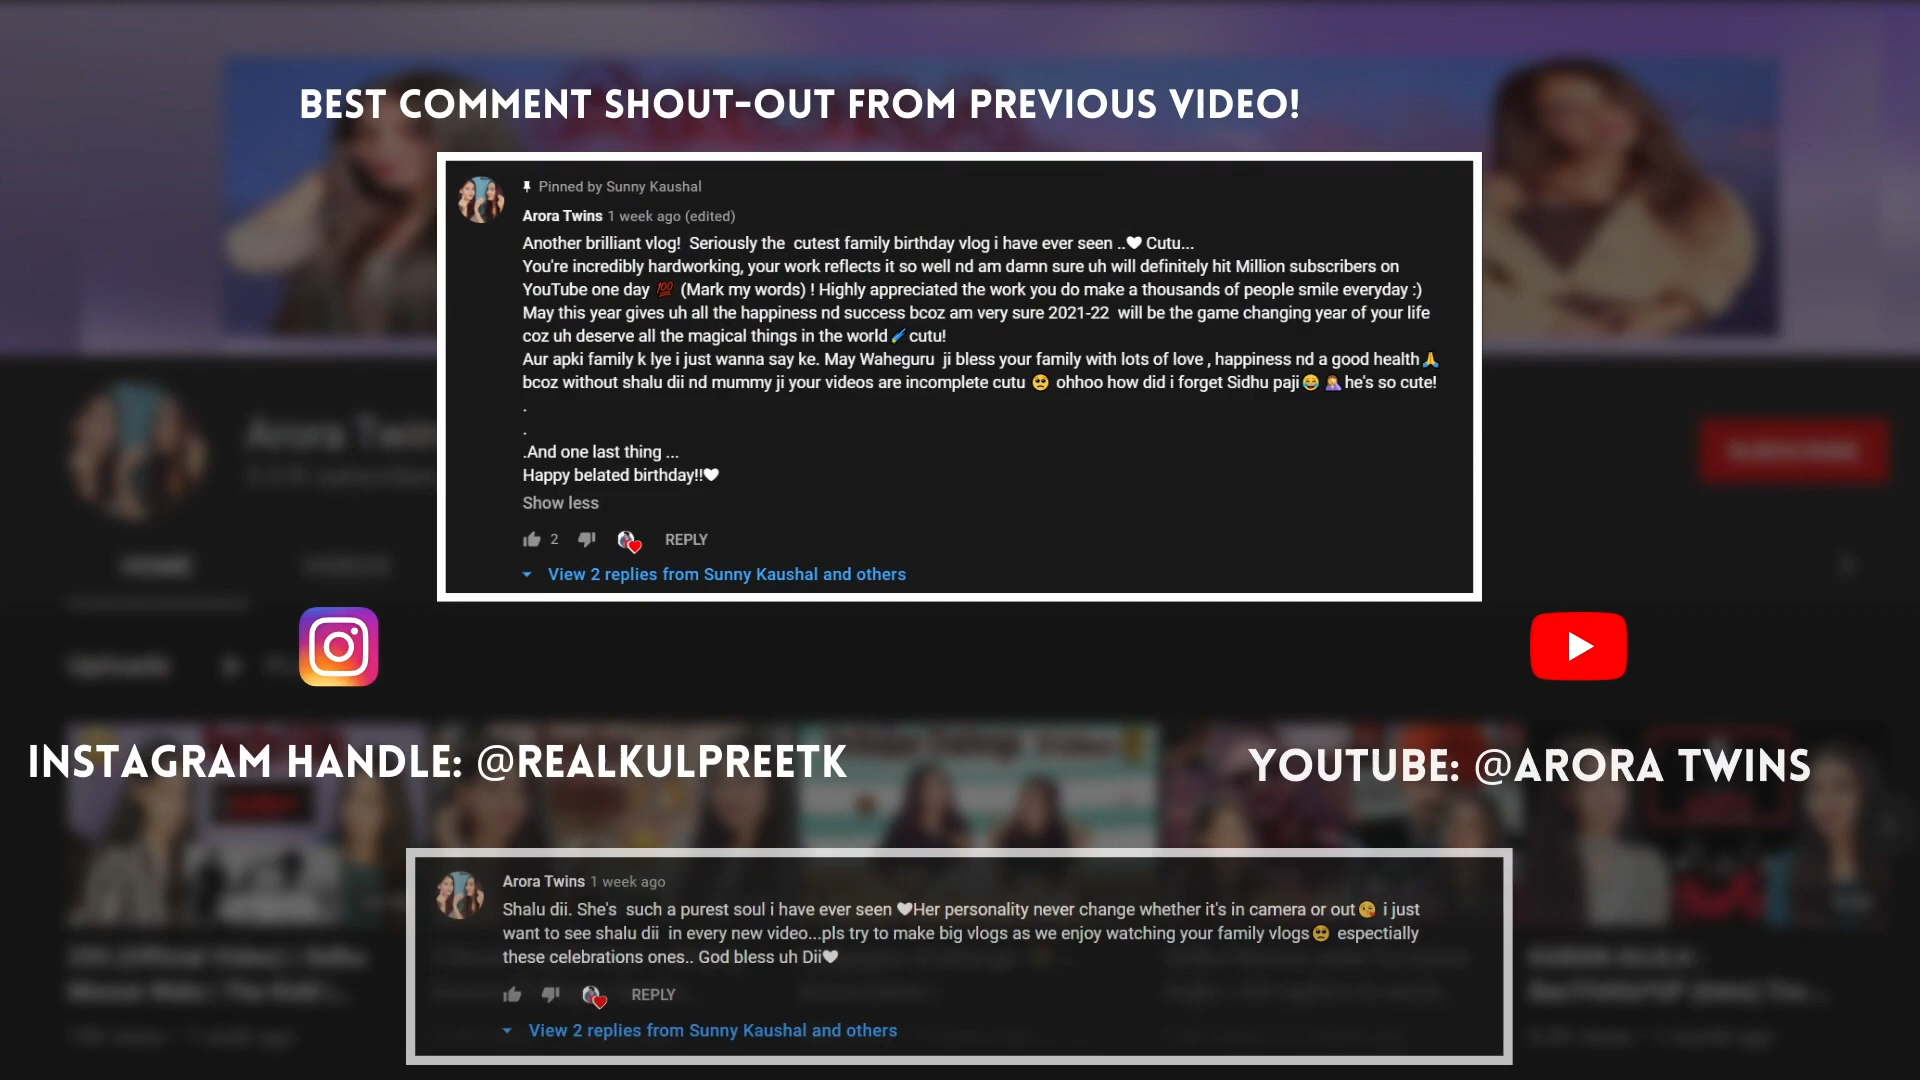 BEST COMMENT SHOUT-OUT FROM PREVIOUS VIDEO!
Pinned by Sunny Kaushal
Arora Twins 1 week ago (edited)
Another brilliant vlog! Seriously the cutest family birthday vlog i have ever seen ..🤍 Cutu...
You're incredibly hardworking, your work reflects it so well nd am damn sure uh will definitely hit Million subscribers on
YouTube one day 💯 (Mark my words) ! Highly appreciated the work you do make a thousands of people smile everyday :)
May this year gives uh all the happiness nd success bcoz am very sure 2021-22 will be the game changing year of your life
coz uh deserve all the magical things in the world cutu!
Aur apki family k lye i just wanna say ke. May Waheguru ji bless your family with lots of love , happiness nd a good health🙏
bcoz without shalu dii nd mummy ji your videos are incomplete cutu 🥺 ohhoo how did i forget Sidhu paji😂 🤦‍♀️he's so cute!
.
.
.And one last thing ...
Happy belated birthday!!🤍
Show less
2 REPLY
View 2 replies from Sunny Kaushal and others
INSTAGRAM HANDLE: @REALKULPREETK
YOUTUBE: @ARORA TWINS
Arora Twins 1 week ago
Shalu dii. She's such a purest soul i have ever seen 🤍Her personality never change whether it's in camera or out😘 i just
want to see shalu dii in every new video...pls try to make big vlogs as we enjoy watching your family vlogs🥺 espectially
these celebrations ones.. God bless uh Dii🤍
REPLY
View 2 replies from Sunny Kaushal and others
Arora Twin
SUBSCRIBE
HOME
VIDEOS
Uploads